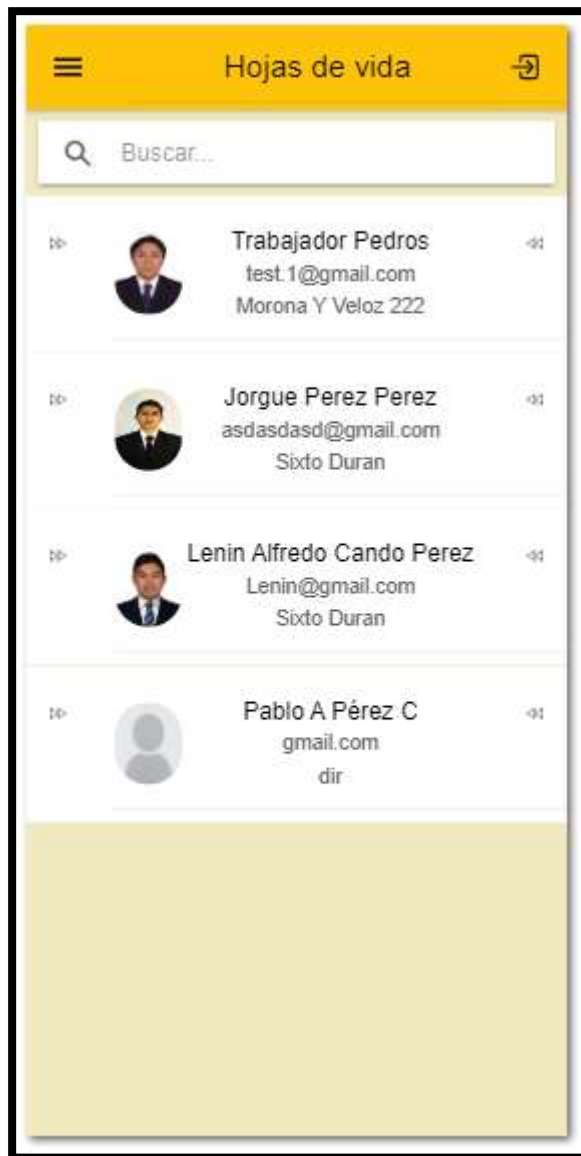 Hojas de vida
Buscar...
Trabajador Pedros
test.1@gmail.com
Morona Y Veloz 222
Jorgue Perez Perez
asdasdasd@gmail.com
Sixto Duran
Lenin Alfredo Cando Perez
Lenin@gmail.com
Sixto Duran
Pablo A Pérez C
gmail.com
dir